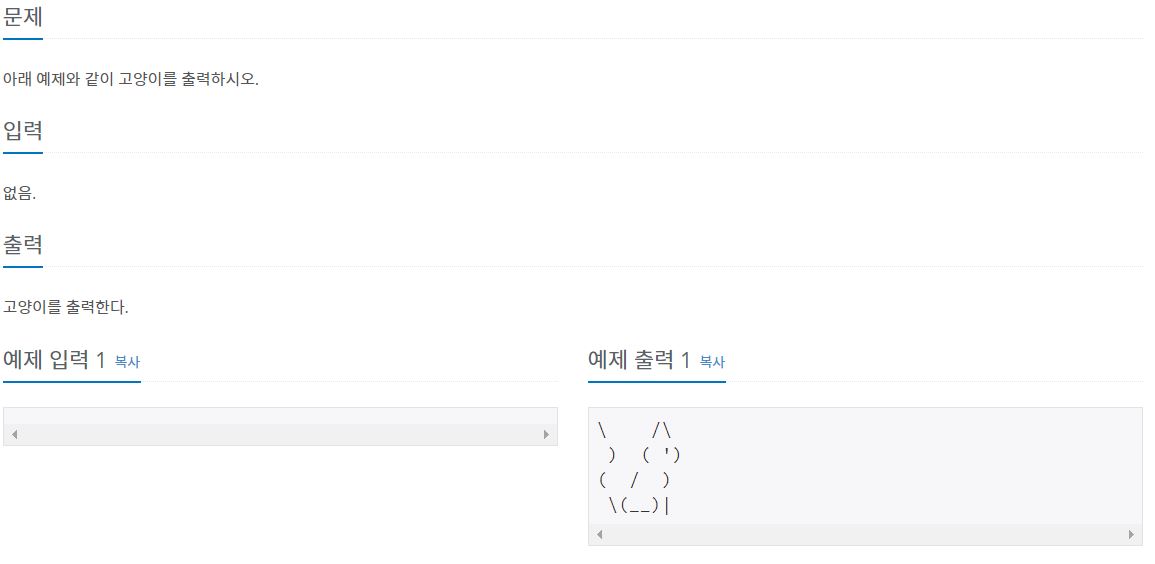 문제
아래 예제와 같이 고양이를 출력하시오.
입력
없음.
출력
고양이를 출력한다.
예제 입력 1 복사
예제 출력 1 복사
\    /\
 )  ( ')
(  /  )
 \(__)|